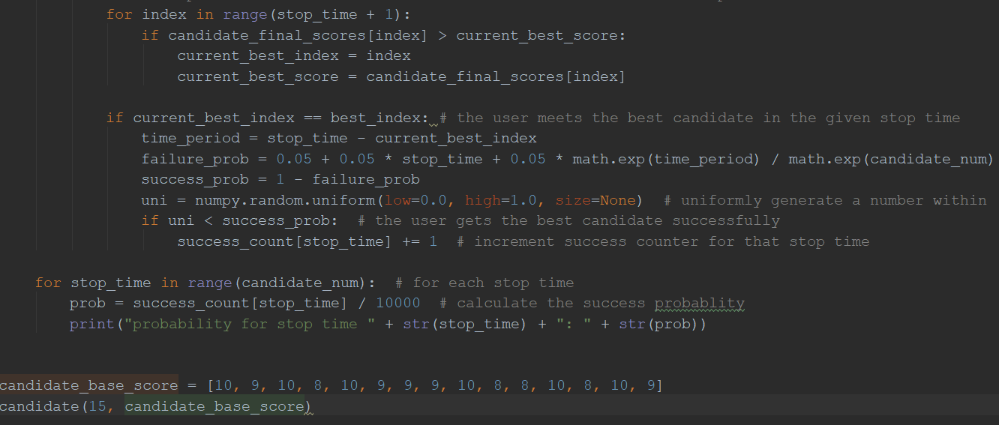 for index in range(stop_time + 1):
if candidate_final_scores[index] > current_best_score:
current_best_index = index
current_best_score = candidate_final_scores[index]
if current_best_index == best_index: # the user meets the best candidate in the given stop time
time_period = stop_time - current_best_index
failure_prob = 0.05 + 0.05 * stop_time + 0.05 * math.exp(time_period) / math.exp(candidate_num)
success_prob = 1 - failure_prob
uni = numpy.random.uniform(low=0.0, high=1.0, size=None)  # uniformly generate a number within
if uni < success_prob:  # the user gets the best candidate successfully
success_count[stop_time] += 1  # increment success counter for that stop time
for stop_time in range(candidate_num):  # for each stop time
prob = success_count[stop_time] / 10000  # calculate the success probablity
print("probability for stop time " + str(stop_time) + ": " + str(prob))
candidate_base_score = [10, 9, 10, 8, 10, 9, 9, 9, 10, 8, 8, 10, 8, 10, 9]
candidate(15, candidate_base_score)